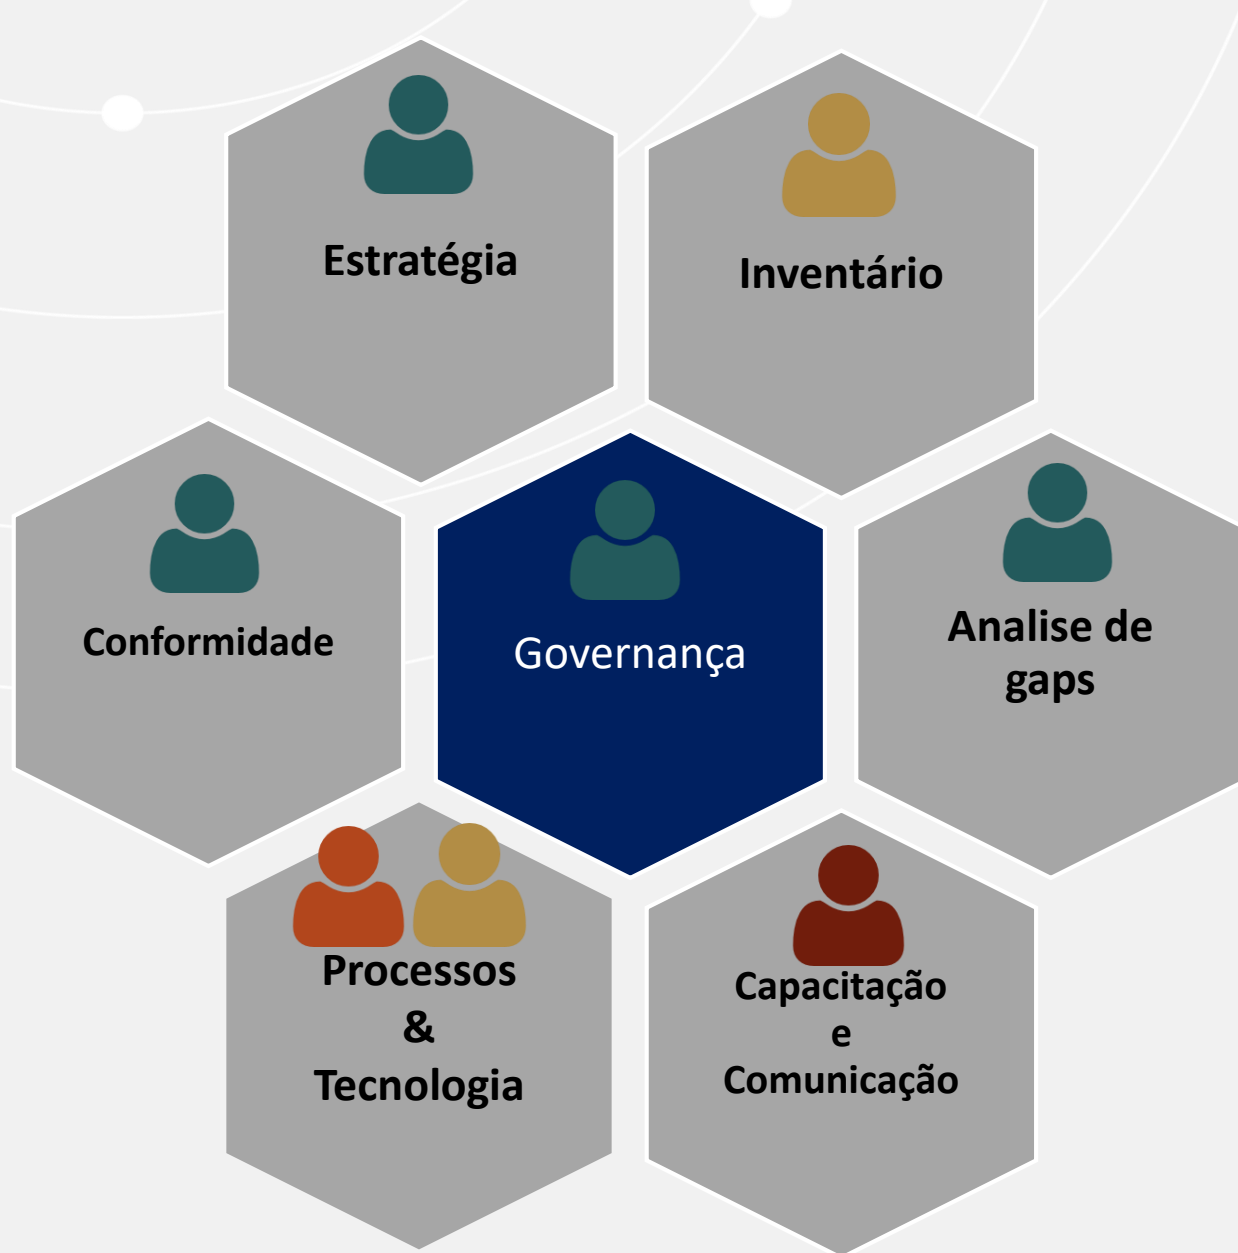 Estratégia
Inventário
Conformidade
Governança
Analise de
gaps
Processos
&
Tecnologia
Capacitação
e
Comunicação